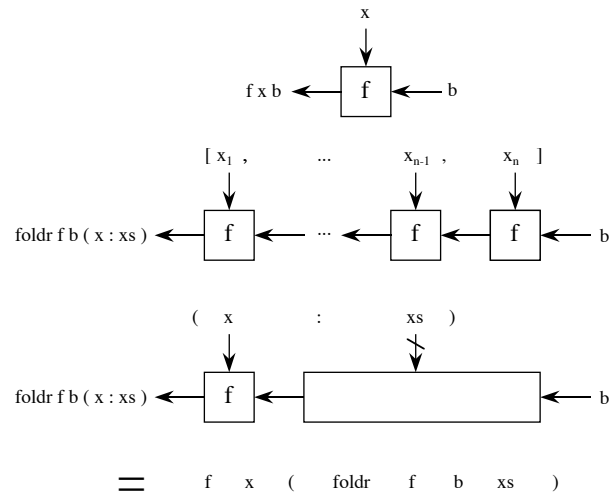 x
f x b f b
[ x₁ , ... xₙ₋₁ , xₙ ]
foldr f b ( x : xs ) f ... f f b
( x : xs )
foldr f b ( x : xs ) f b
= f x ( foldr f b xs )